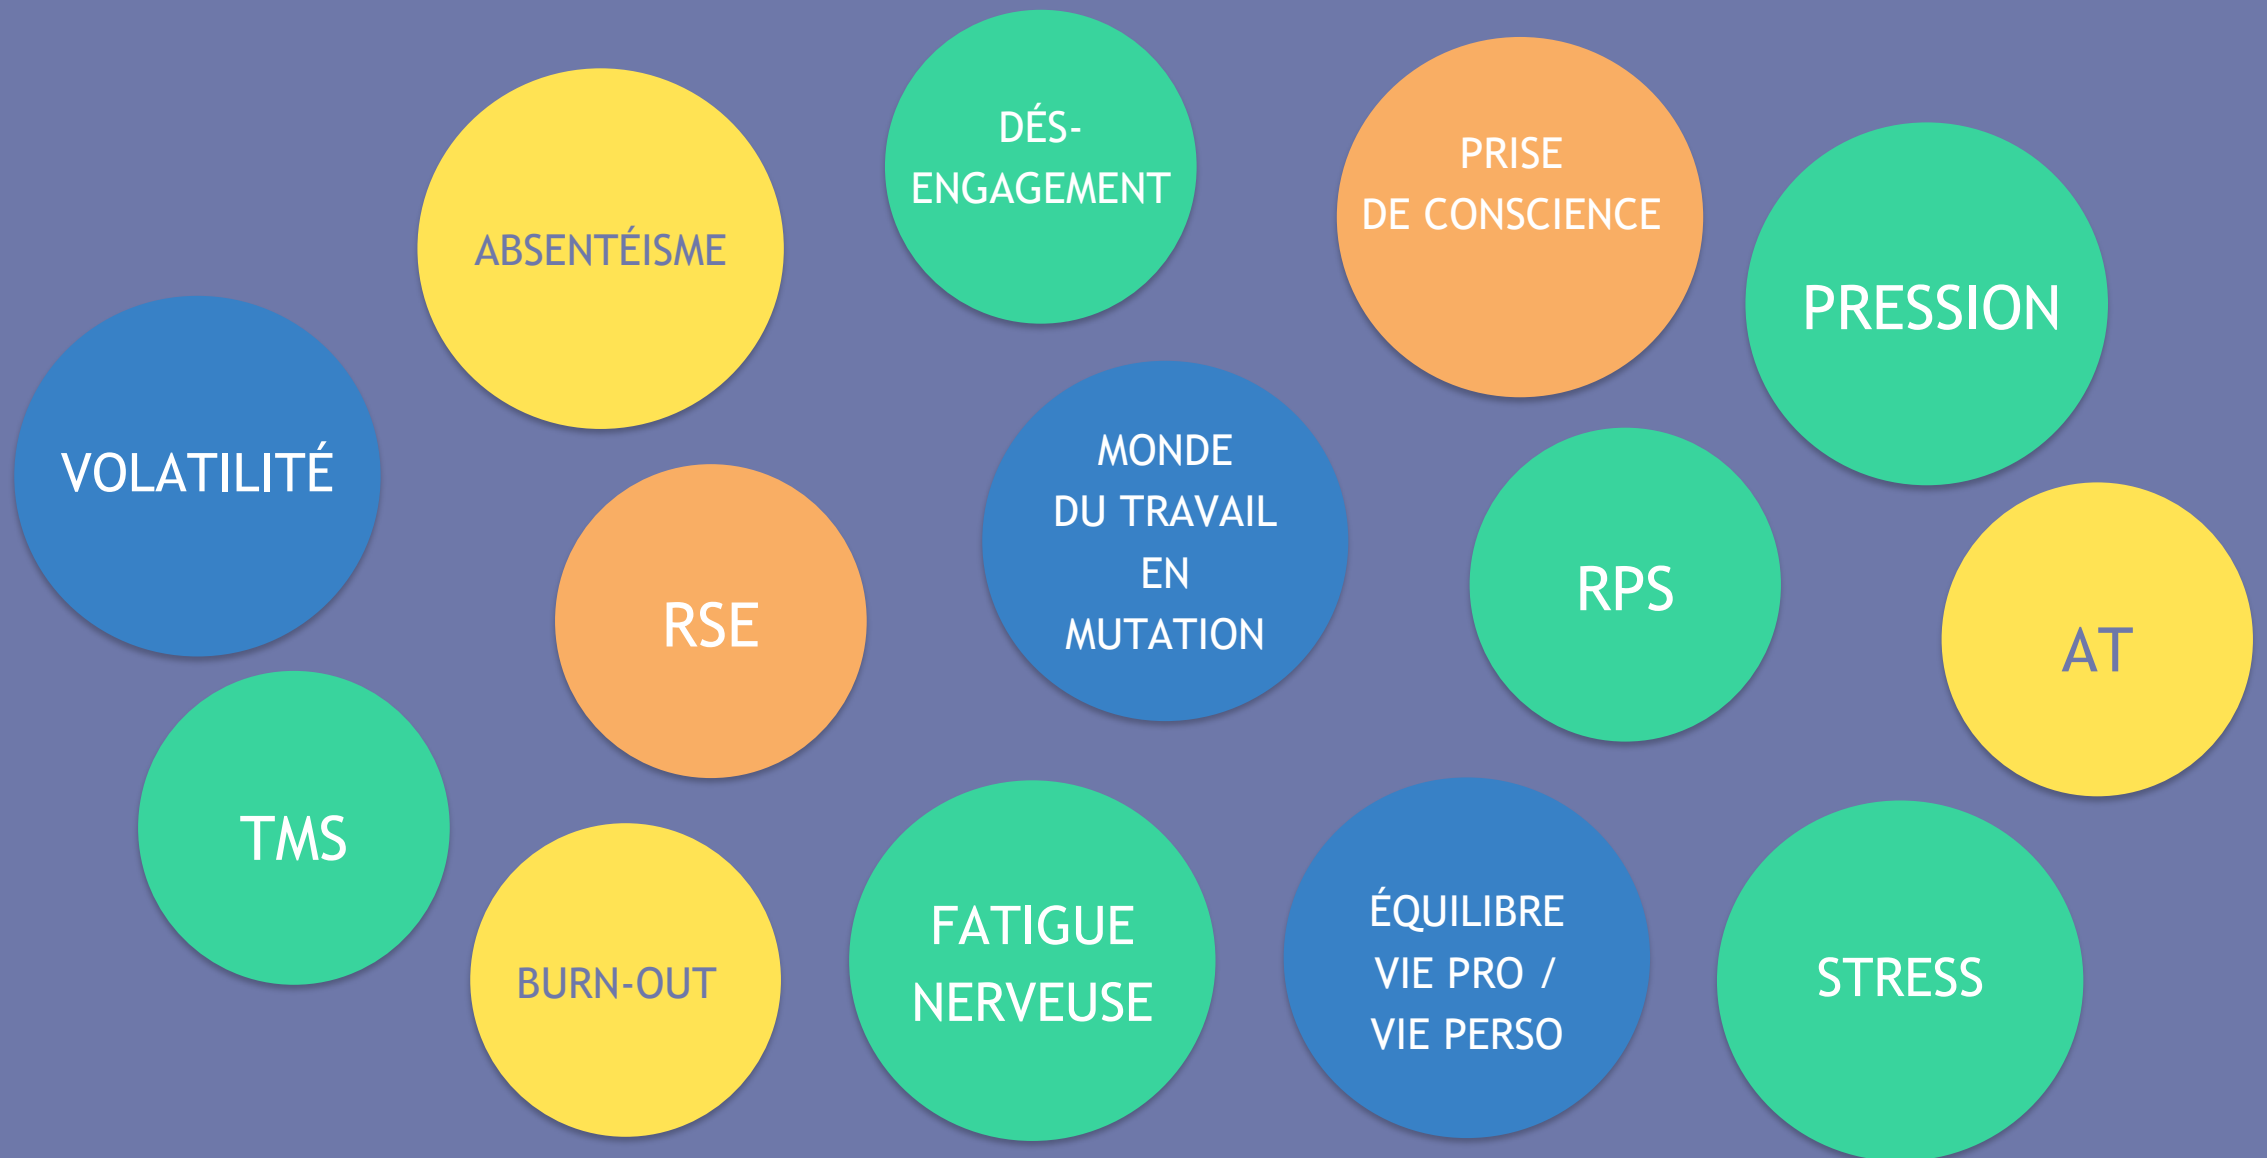 DÉS-
ENGAGEMENT
PRISE
DE CONSCIENCE
ABSENTÉISME
PRESSION
VOLATILITÉ
MONDE
DU TRAVAIL
EN
MUTATION
RSE
RPS
AT
TMS
BURN-OUT
FATIGUE
NERVEUSE
ÉQUILIBRE
VIE PRO /
VIE PERSO
STRESS